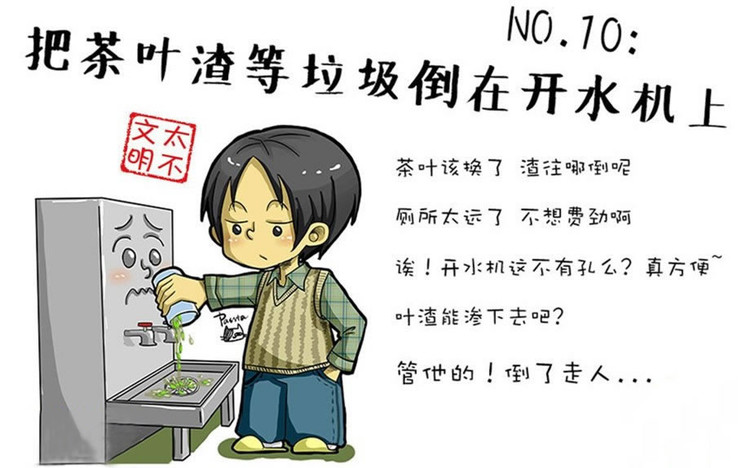 NO.10:
把茶叶渣等垃圾倒在开水机上
太不
文明
茶叶该换了 渣往哪倒呢
厕所太远了 不想费劲啊
诶！开水机这不有孔么？真方便~
叶渣能渗下去吧？
管他的！倒了走人...